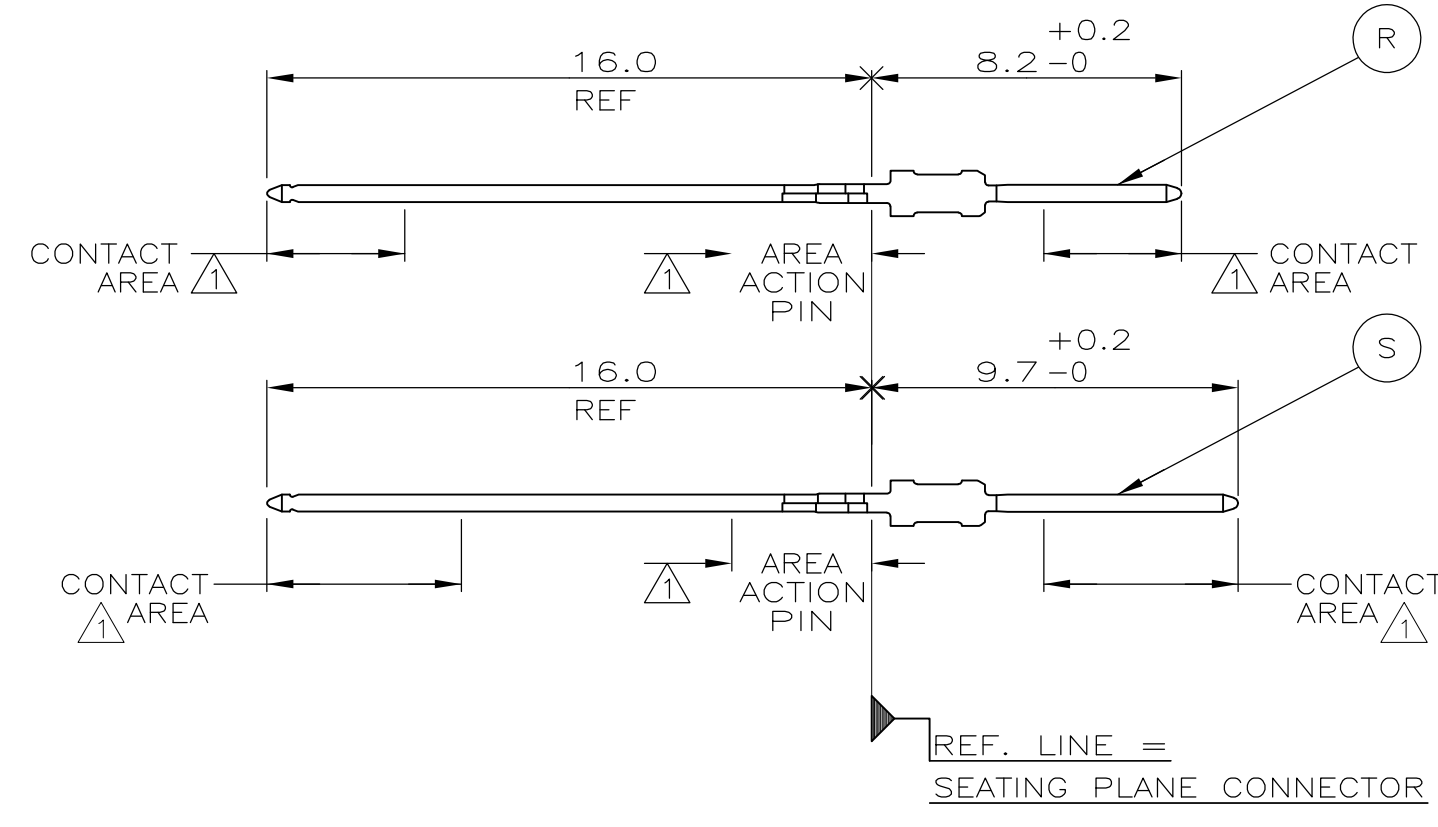 +0.2
16.0
8.2 -0
R
REF
CONTACT
AREA 1
1
AREA
ACTION
PIN
1
CONTACT
AREA
+0.2
16.0
9.7 -0
S
REF
CONTACT
AREA
1
1
AREA
ACTION
PIN
CONTACT
AREA
1
REF. LINE =
SEATING PLANE CONNECTOR